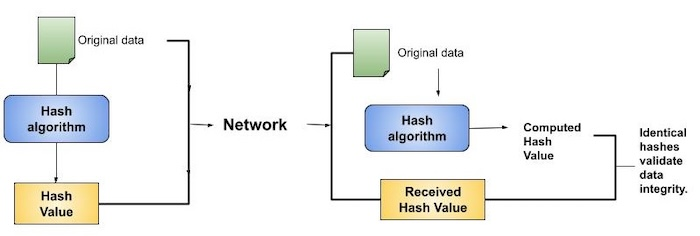 Original data
Hash
algorithm
Hash
Value
Network
Original data
Hash
algorithm
Computed
Hash
Value
Received
Hash Value
Identical
hashes
validate
data
integrity.